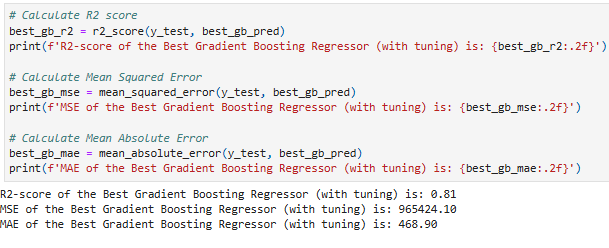 # Calculate R2 score
best_gb_r2 = r2_score(y_test, best_gb_pred)
print(f'R2-score of the Best Gradient Boosting Regressor (with tuning) is: {best_gb_r2:.2f}')
# Calculate Mean Squared Error
best_gb_mse = mean_squared_error(y_test, best_gb_pred)
print(f'MSE of the Best Gradient Boosting Regressor (with tuning) is: {best_gb_mse:.2f}')
# Calculate Mean Absolute Error
best_gb_mae = mean_absolute_error(y_test, best_gb_pred)
print(f'MAE of the Best Gradient Boosting Regressor (with tuning) is: {best_gb_mae:.2f}')
R2-score of the Best Gradient Boosting Regressor (with tuning) is: 0.81
MSE of the Best Gradient Boosting Regressor (with tuning) is: 965424.10
MAE of the Best Gradient Boosting Regressor (with tuning) is: 468.90